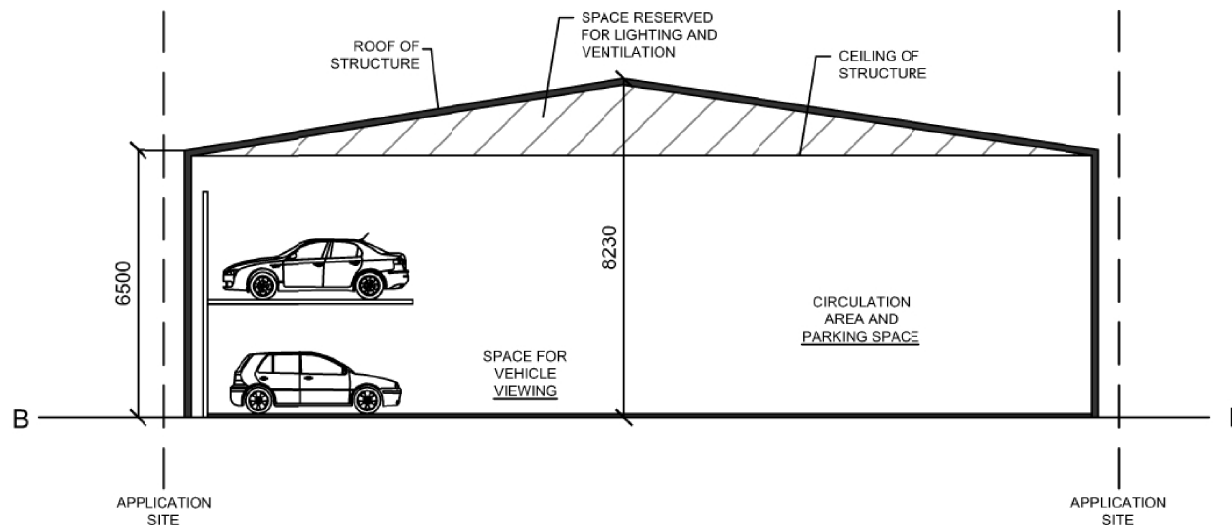 SPACE RESERVED
FOR LIGHTING AND
VENTILATION
ROOF OF
STRUCTURE
CEILING OF
STRUCTURE
6500
8230
CIRCULATION
AREA AND
PARKING SPACE
SPACE FOR
VEHICLE
VIEWING
B
APPLICATION
SITE
APPLICATION
SITE